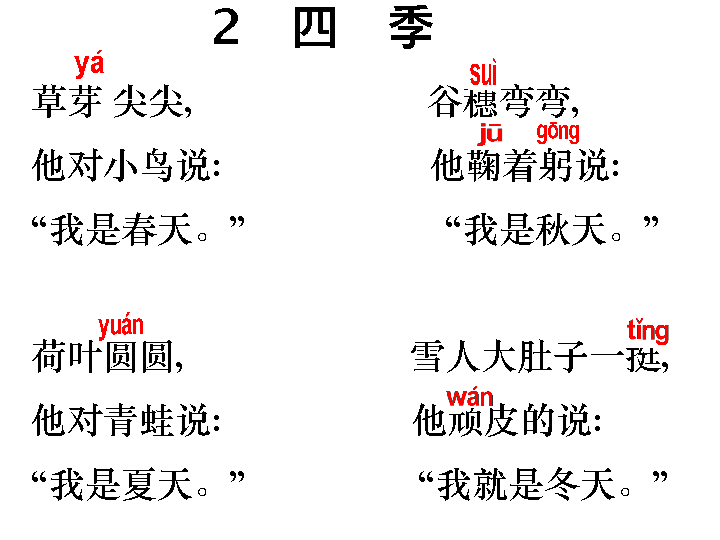 2 四 季
yá
草芽 尖尖，
他对小鸟说：
“我是春天。”
suì
谷穗弯弯，
jū gōng
他鞠着躬说：
“我是秋天。”
yuán
荷叶圆圆，
他对青蛙说：
“我是夏天。”
tǐng
雪人大肚子一挺，
wán
他顽皮的说：
“我就是冬天。”